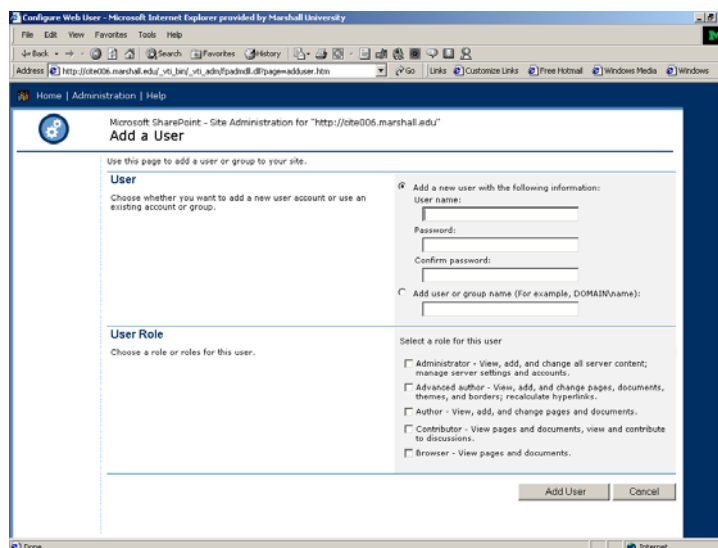 Configure Web User - Microsoft Internet Explorer provided by Marshall University
File Edit View Favorites Tools Help
Back Search Favorites History
Address http://cite006.marshall.edu/_vti_bin/_vti_adm/fpadmdll.dll?page=adduser.htm Go Links Customize Links Free Hotmail Windows Media Windows
Home | Administration | Help
Microsoft SharePoint - Site Administration for "http://cite006.marshall.edu"
Add a User
Use this page to add a user or group to your site.
User
Choose whether you want to add a new user account or use an
existing account or group.
Add a new user with the following information:
User name:
Password:
Confirm password:
Add user or group name (For example, DOMAIN\name):
User Role
Choose a role or roles for this user.
Select a role for this user
Administrator - View, add, and change all server content;
manage server settings and accounts.
Advanced author - View, add, and change pages, documents,
themes, and borders; recalculate hyperlinks.
Author - View, add, and change pages and documents.
Contributor - View pages and documents, view and contribute
to discussions.
Browser - View pages and documents.
Add User Cancel
Done Internet